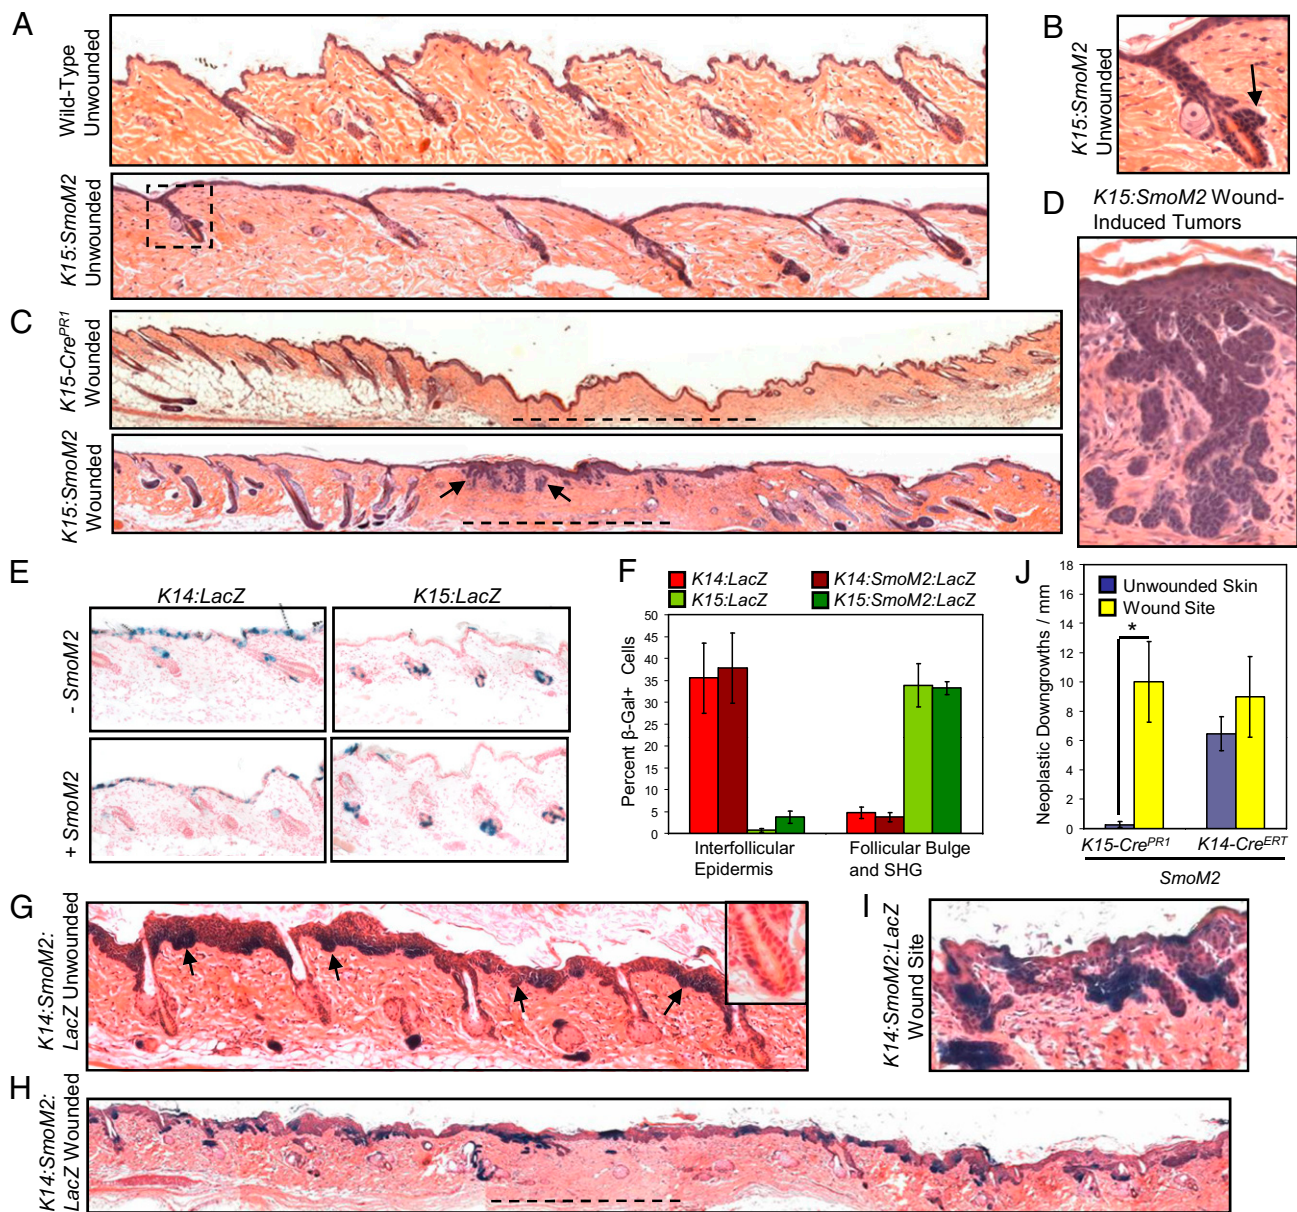 A
Wild-Type
Unwounded
K15:SmoM2
Unwounded
B
K15:SmoM2
Unwounded
C
K15-CrePR1
Wounded
K15:SmoM2
Wounded
D
K15:SmoM2 Wound-
Induced Tumors
E
K14:LacZ
K15:LacZ
- SmoM2
+ SmoM2
F
K14:LacZ
K14:SmoM2:LacZ
K15:LacZ
K15:SmoM2:LacZ
Percent β-Gal+ Cells
50
45
40
35
30
25
20
15
10
5
0
Interfollicular
Epidermis
Follicular Bulge
and SHG
J
Unwounded Skin
Wound Site
*
Neoplastic Downgrowths / mm
18
16
14
12
10
8
6
4
2
0
K15-CrePR1
K14-CreERT
SmoM2
G
K14:SmoM2:
LacZ Unwounded
I
K14:SmoM2:LacZ
Wound Site
H
K14:SmoM2:
LacZ Wounded